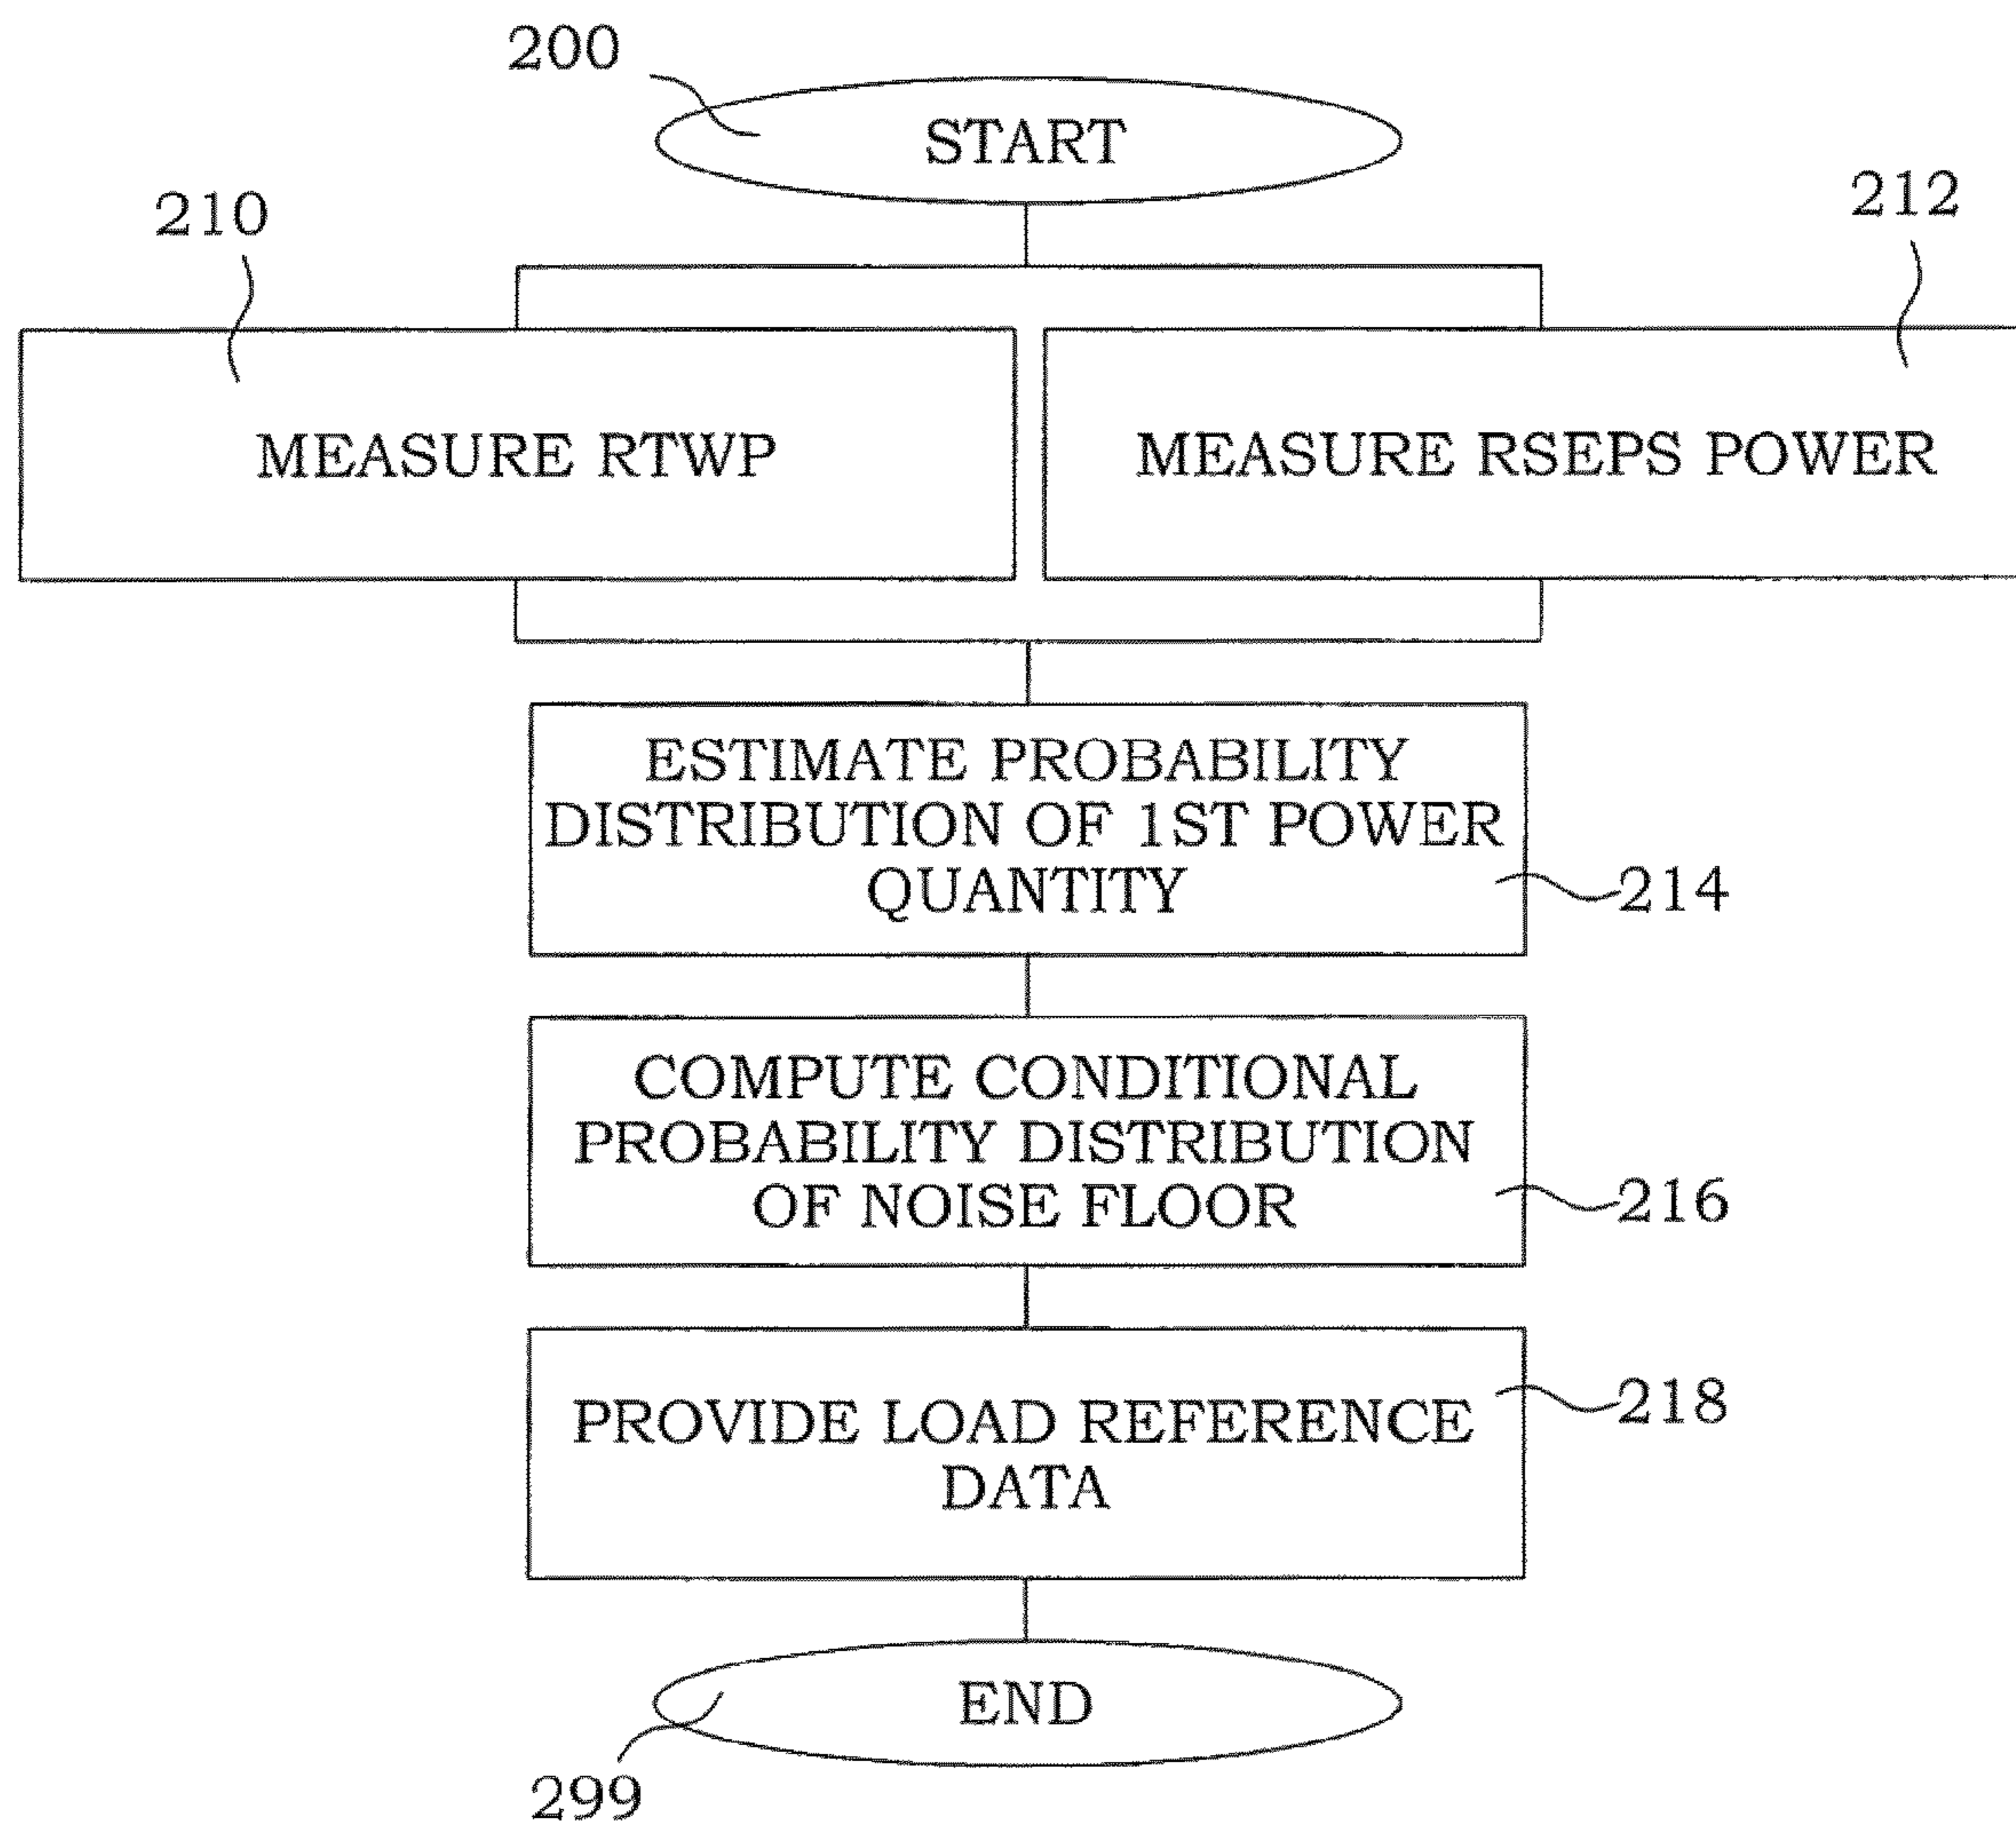 200
START
210
212
MEASURE RTWP
MEASURE RSEPS POWER
ESTIMATE PROBABILITY
DISTRIBUTION OF 1ST POWER
QUANTITY
214
COMPUTE CONDITIONAL
PROBABILITY DISTRIBUTION
OF NOISE FLOOR
216
PROVIDE LOAD REFERENCE
DATA
218
END
299